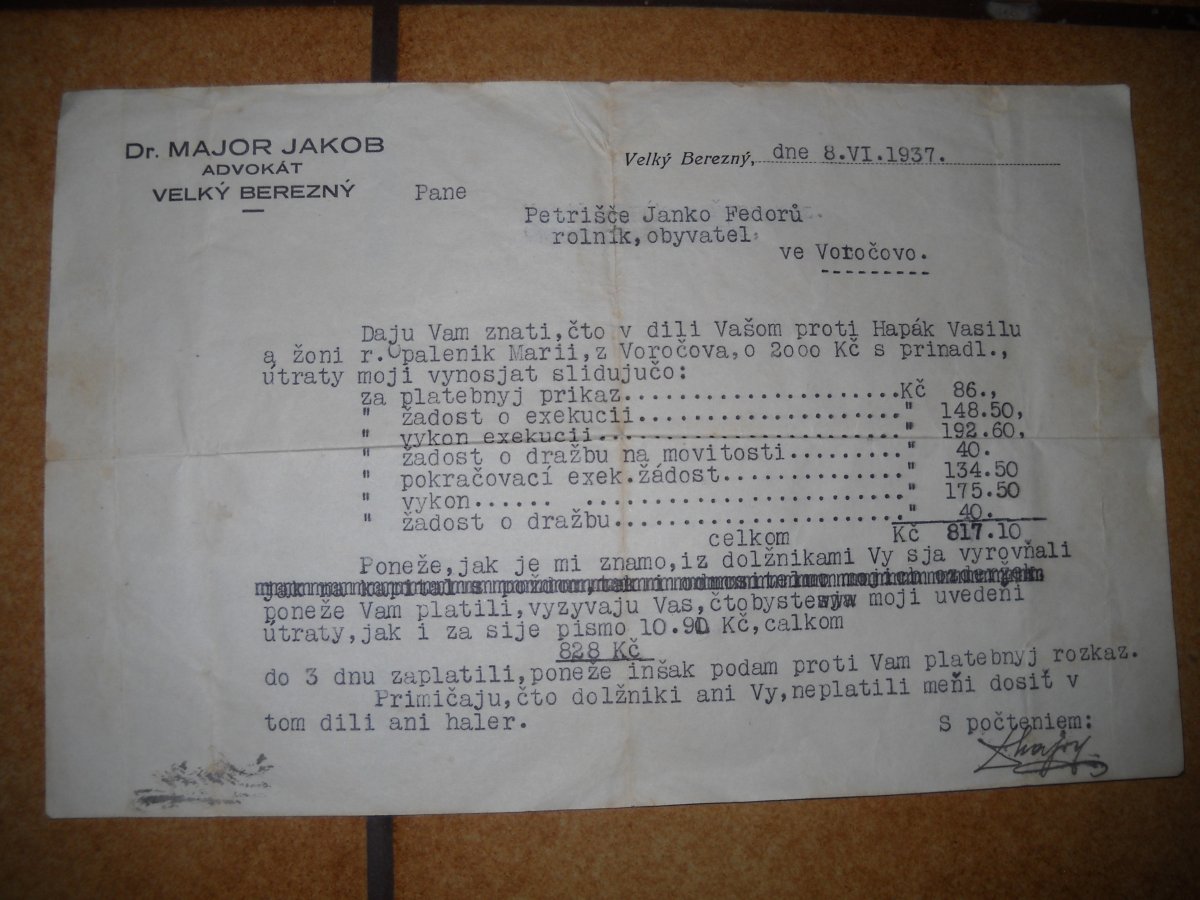 Dr. MAJOR JAKOB
ADVOKÁT
VELKÝ BEREZNÝ
Velký Berezný, dne 8.VI.1937.
Pane
Petrišče Janko Fedorů
rolnik, obyvatel
ve Voročovo.
Daju Vam znati, čto v dili Vašom proti Hapák Vasilu
a žoni r. Opalenik Marii, z Voročova, o 2000 Kč s prinadl.,
útraty moji vynosjat slidujučo:
za platebnyj prikaz......................Kč 86.,
" žadost o exekucii......................" 148.50,
" vykon exekucii........................." 192.60,
" žadost o dražbu na movitosti........." 40.
" pokračovací exek.žádost..............." 134.50
" vykon...... .........................." 175.50
" žadost o dražbu......................." 40.
celkom Kč 817.10
Poneže, jak je mi znamo, iz dolžnikami Vy sja vyrovňali
poneže Vam platili, vyzyvaju Vas, čtobyste moji uvedeni
útraty, jak i za sije pismo 10.90 Kč, calkom
828 Kč
do 3 dnu zaplatili, poneže inšak podam proti Vam platebnyj rozkaz.
Primičaju, čto dolžniki ani Vy, neplatili meňi dosiť v
tom dili ani haler.
S počteniem: